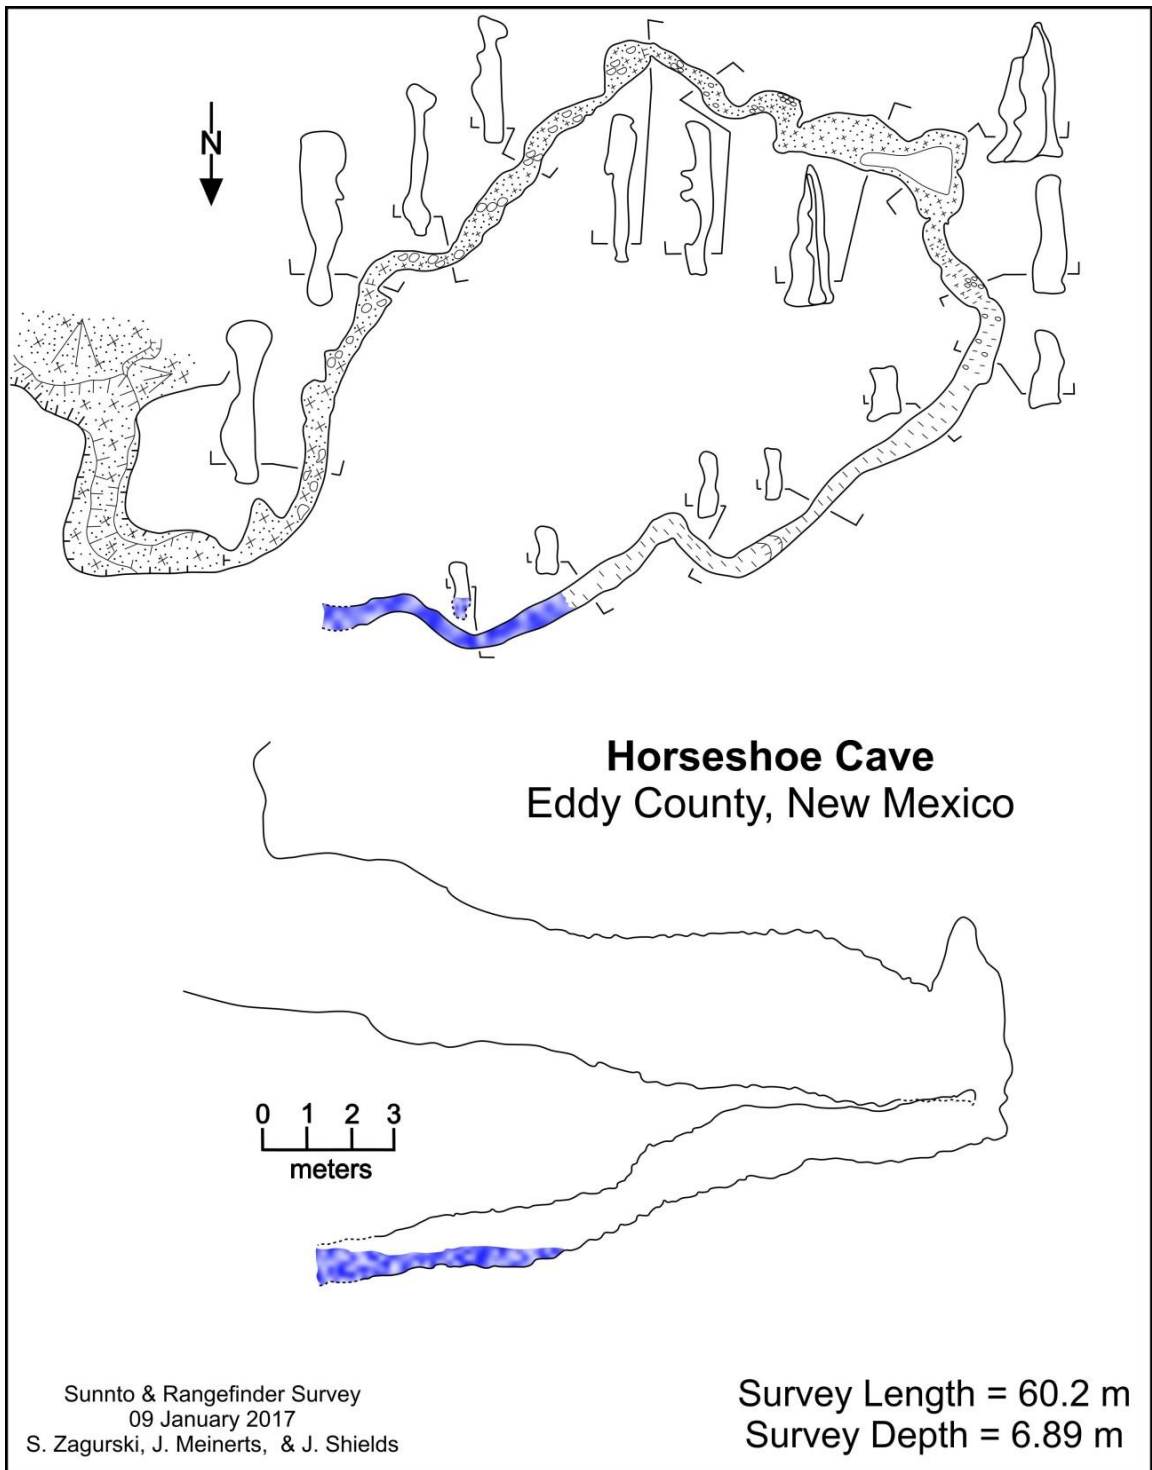 N
Horseshoe Cave
Eddy County, New Mexico
0 1 2 3
meters
Sunnto & Rangefinder Survey
09 January 2017
S. Zagurski, J. Meinerts, & J. Shields
Survey Length = 60.2 m
Survey Depth = 6.89 m